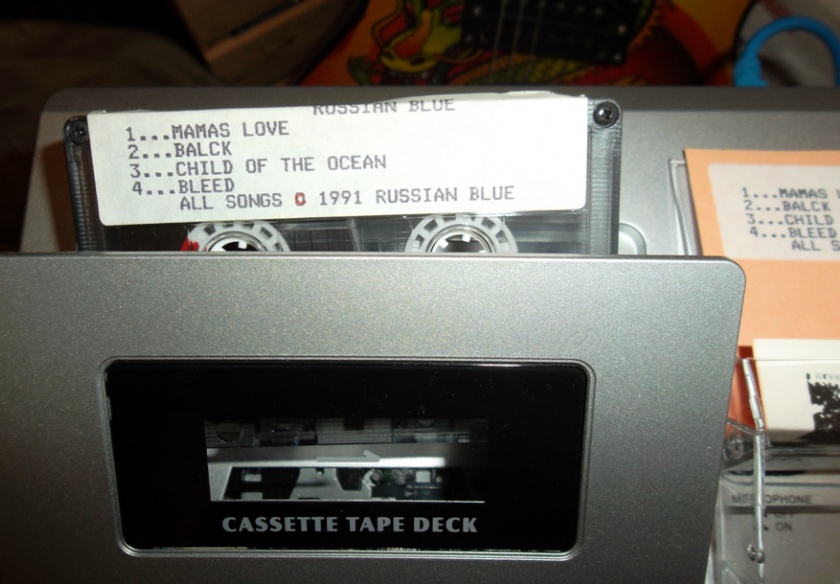 RUSSIAN BLUE
1...MAMAS LOVE
2...BALCK
3...CHILD OF THE OCEAN
4...BLEED
ALL SONGS © 1991 RUSSIAN BLUE
1...MAMAS
2...BALCK
3...CHILD
4...BLEED
ALL
CASSETTE TAPE DECK
OFF
ON